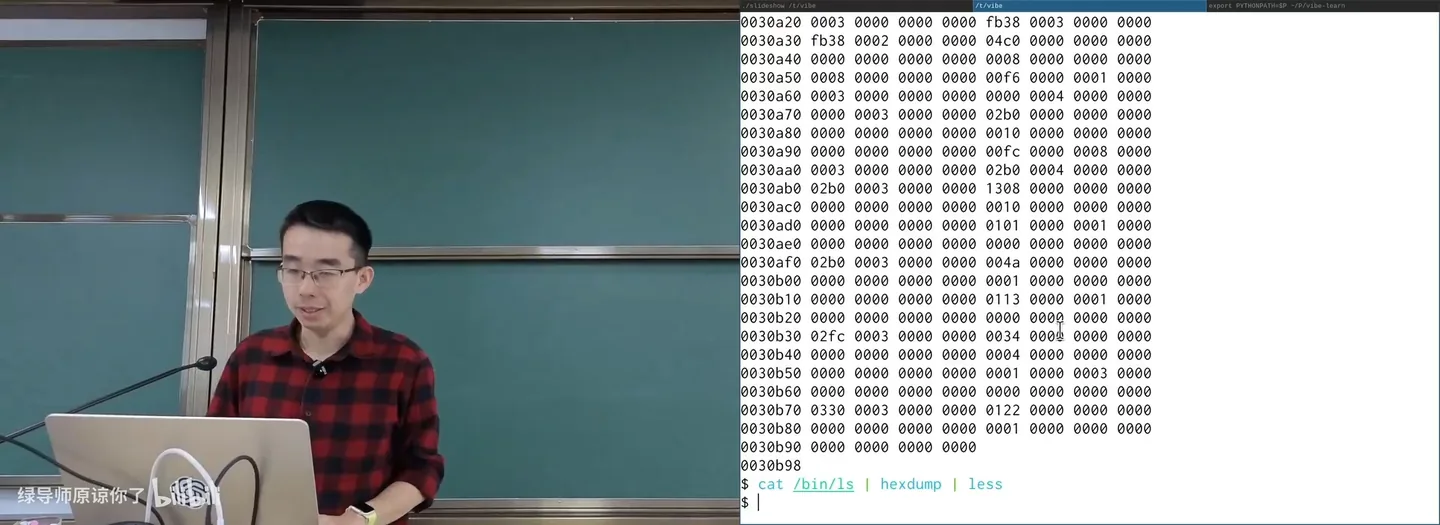 ./slideshow /t/vibe
/t/vibe
export PYTHONPATH=$P ~/P/vibe-learn
0030a20 0003 0000 0000 0000 fb38 0003 0000 0000
0030a30 fb38 0002 0000 0000 04c0 0000 0000 0000
0030a40 0000 0000 0000 0000 0008 0000 0000 0000
0030a50 0008 0000 0000 0000 00f6 0000 0001 0000
0030a60 0003 0000 0000 0000 0000 0004 0000 0000
0030a70 0000 0003 0000 0000 02b0 0000 0000 0000
0030a80 0000 0000 0000 0000 0010 0000 0000 0000
0030a90 0000 0000 0000 0000 00fc 0000 0008 0000
0030aa0 0003 0000 0000 0000 02b0 0004 0000 0000
0030ab0 02b0 0003 0000 0000 1308 0000 0000 0000
0030ac0 0000 0000 0000 0000 0010 0000 0000 0000
0030ad0 0000 0000 0000 0000 0101 0000 0001 0000
0030ae0 0000 0000 0000 0000 0000 0000 0000 0000
0030af0 02b0 0003 0000 0000 004a 0000 0000 0000
0030b00 0000 0000 0000 0000 0001 0000 0000 0000
0030b10 0000 0000 0000 0000 0113 0000 0001 0000
0030b20 0000 0000 0000 0000 0000 0000 0000 0000
0030b30 02fc 0003 0000 0000 0034 0000 0000 0000
0030b40 0000 0000 0000 0000 0004 0000 0000 0000
0030b50 0000 0000 0000 0000 0001 0000 0003 0000
0030b60 0000 0000 0000 0000 0000 0000 0000 0000
0030b70 0330 0003 0000 0000 0122 0000 0000 0000
0030b80 0000 0000 0000 0000 0001 0000 0000 0000
0030b90 0000 0000 0000 0000
0030b98
$ cat /bin/ls | hexdump | less
$
绿导师原谅你了 bilibili